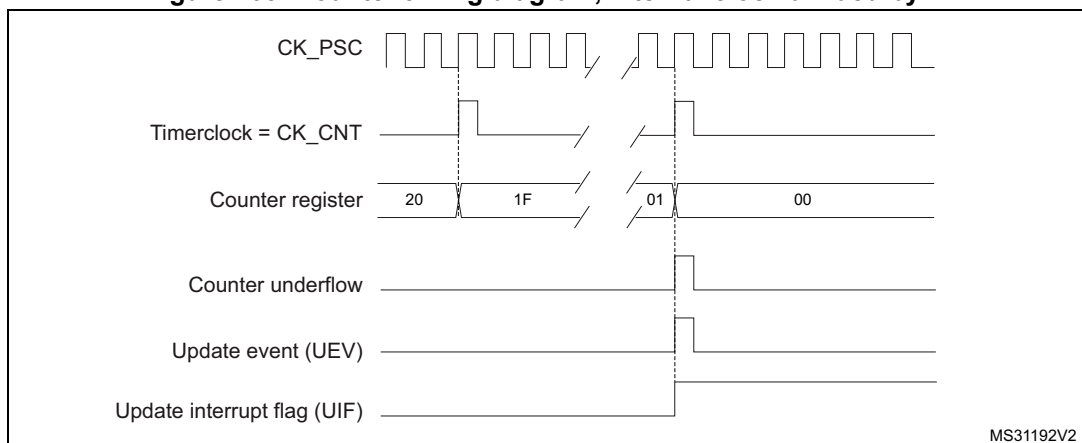 CK_PSC
Timerclock = CK_CNT
Counter register
20
1F
01
00
Counter underflow
Update event (UEV)
Update interrupt flag (UIF)
MS31192V2